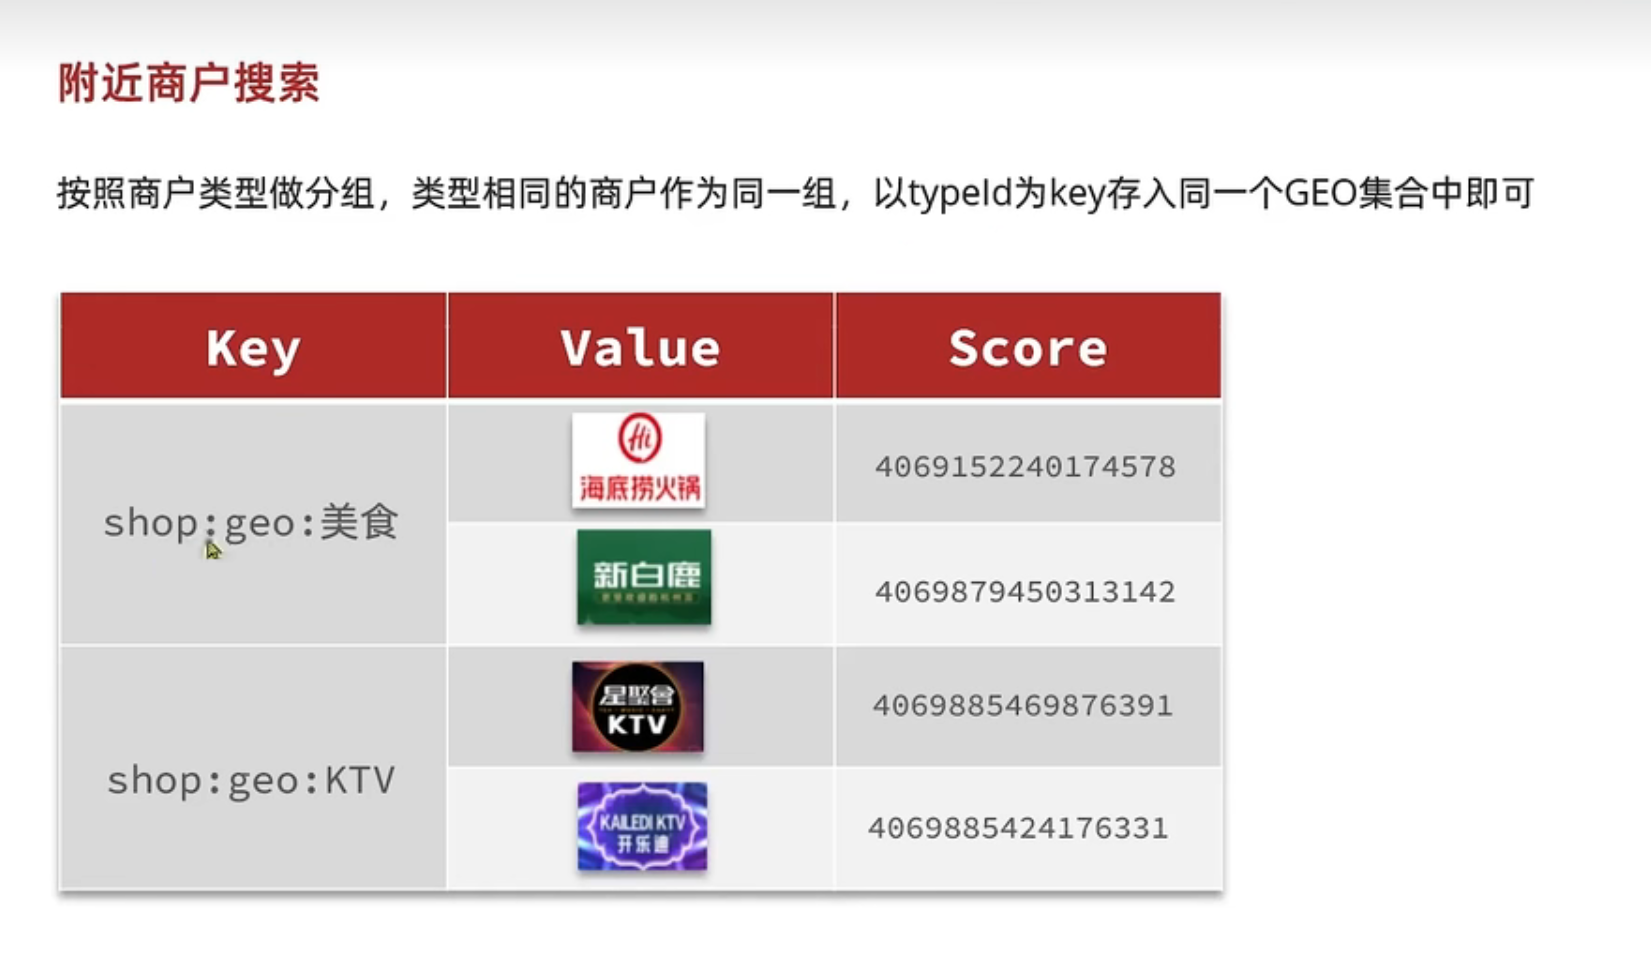 附近商户搜索
按照商户类型做分组，类型相同的商户作为同一组，以typeId为key存入同一个GEO集合中即可
Key Value Score
Hi
海底捞火锅
4069152240174578
shop:geo:美食
新白鹿
4069879450313142
星聚會
KTV
4069885469876391
shop:geo:KTV
KAILEDI KTV
开乐迪
4069885424176331